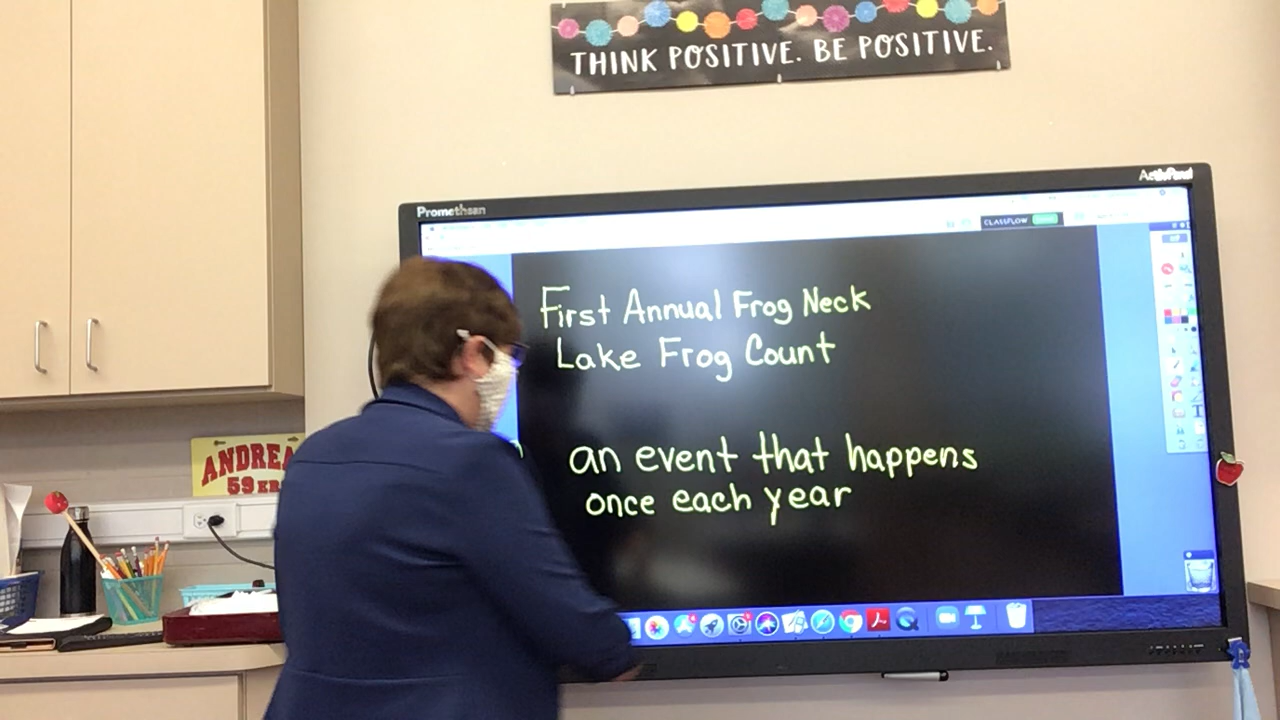 THINK POSITIVE. BE POSITIVE.
Promethean
ActivPanel
CLASSFLOW
First Annual Frog Neck
Lake Frog Count
an event that happens
once each year
ANDREA
59